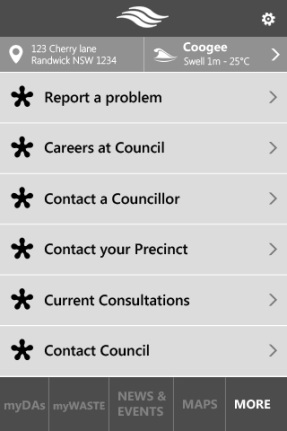 123 Cherry lane
Randwick NSW 1234
Coogee
Swell 1m - 25°C
Report a problem
Careers at Council
Contact a Councillor
Contact your Precinct
Current Consultations
Contact Council
myDAs
myWASTE
NEWS &
EVENTS
MAPS
MORE